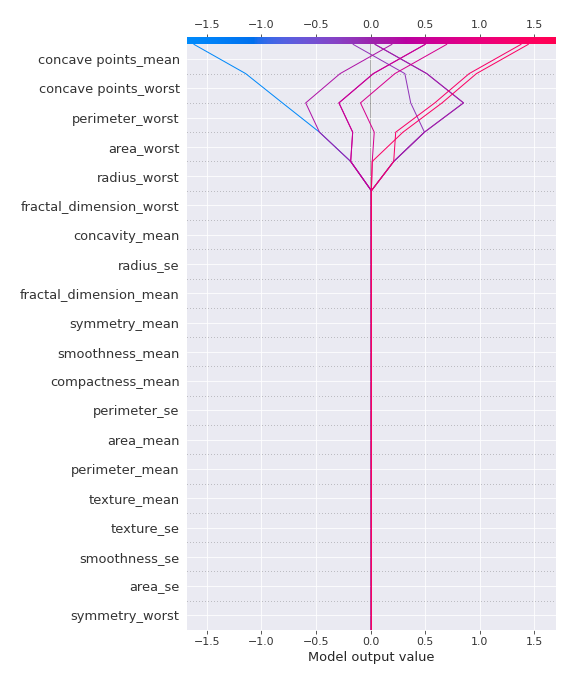 −1.5 −1.0 −0.5 0.0 0.5 1.0 1.5
concave points_mean
concave points_worst
perimeter_worst
area_worst
radius_worst
fractal_dimension_worst
concavity_mean
radius_se
fractal_dimension_mean
symmetry_mean
smoothness_mean
compactness_mean
perimeter_se
area_mean
perimeter_mean
texture_mean
texture_se
smoothness_se
area_se
symmetry_worst
−1.5 −1.0 −0.5 0.0 0.5 1.0 1.5
Model output value